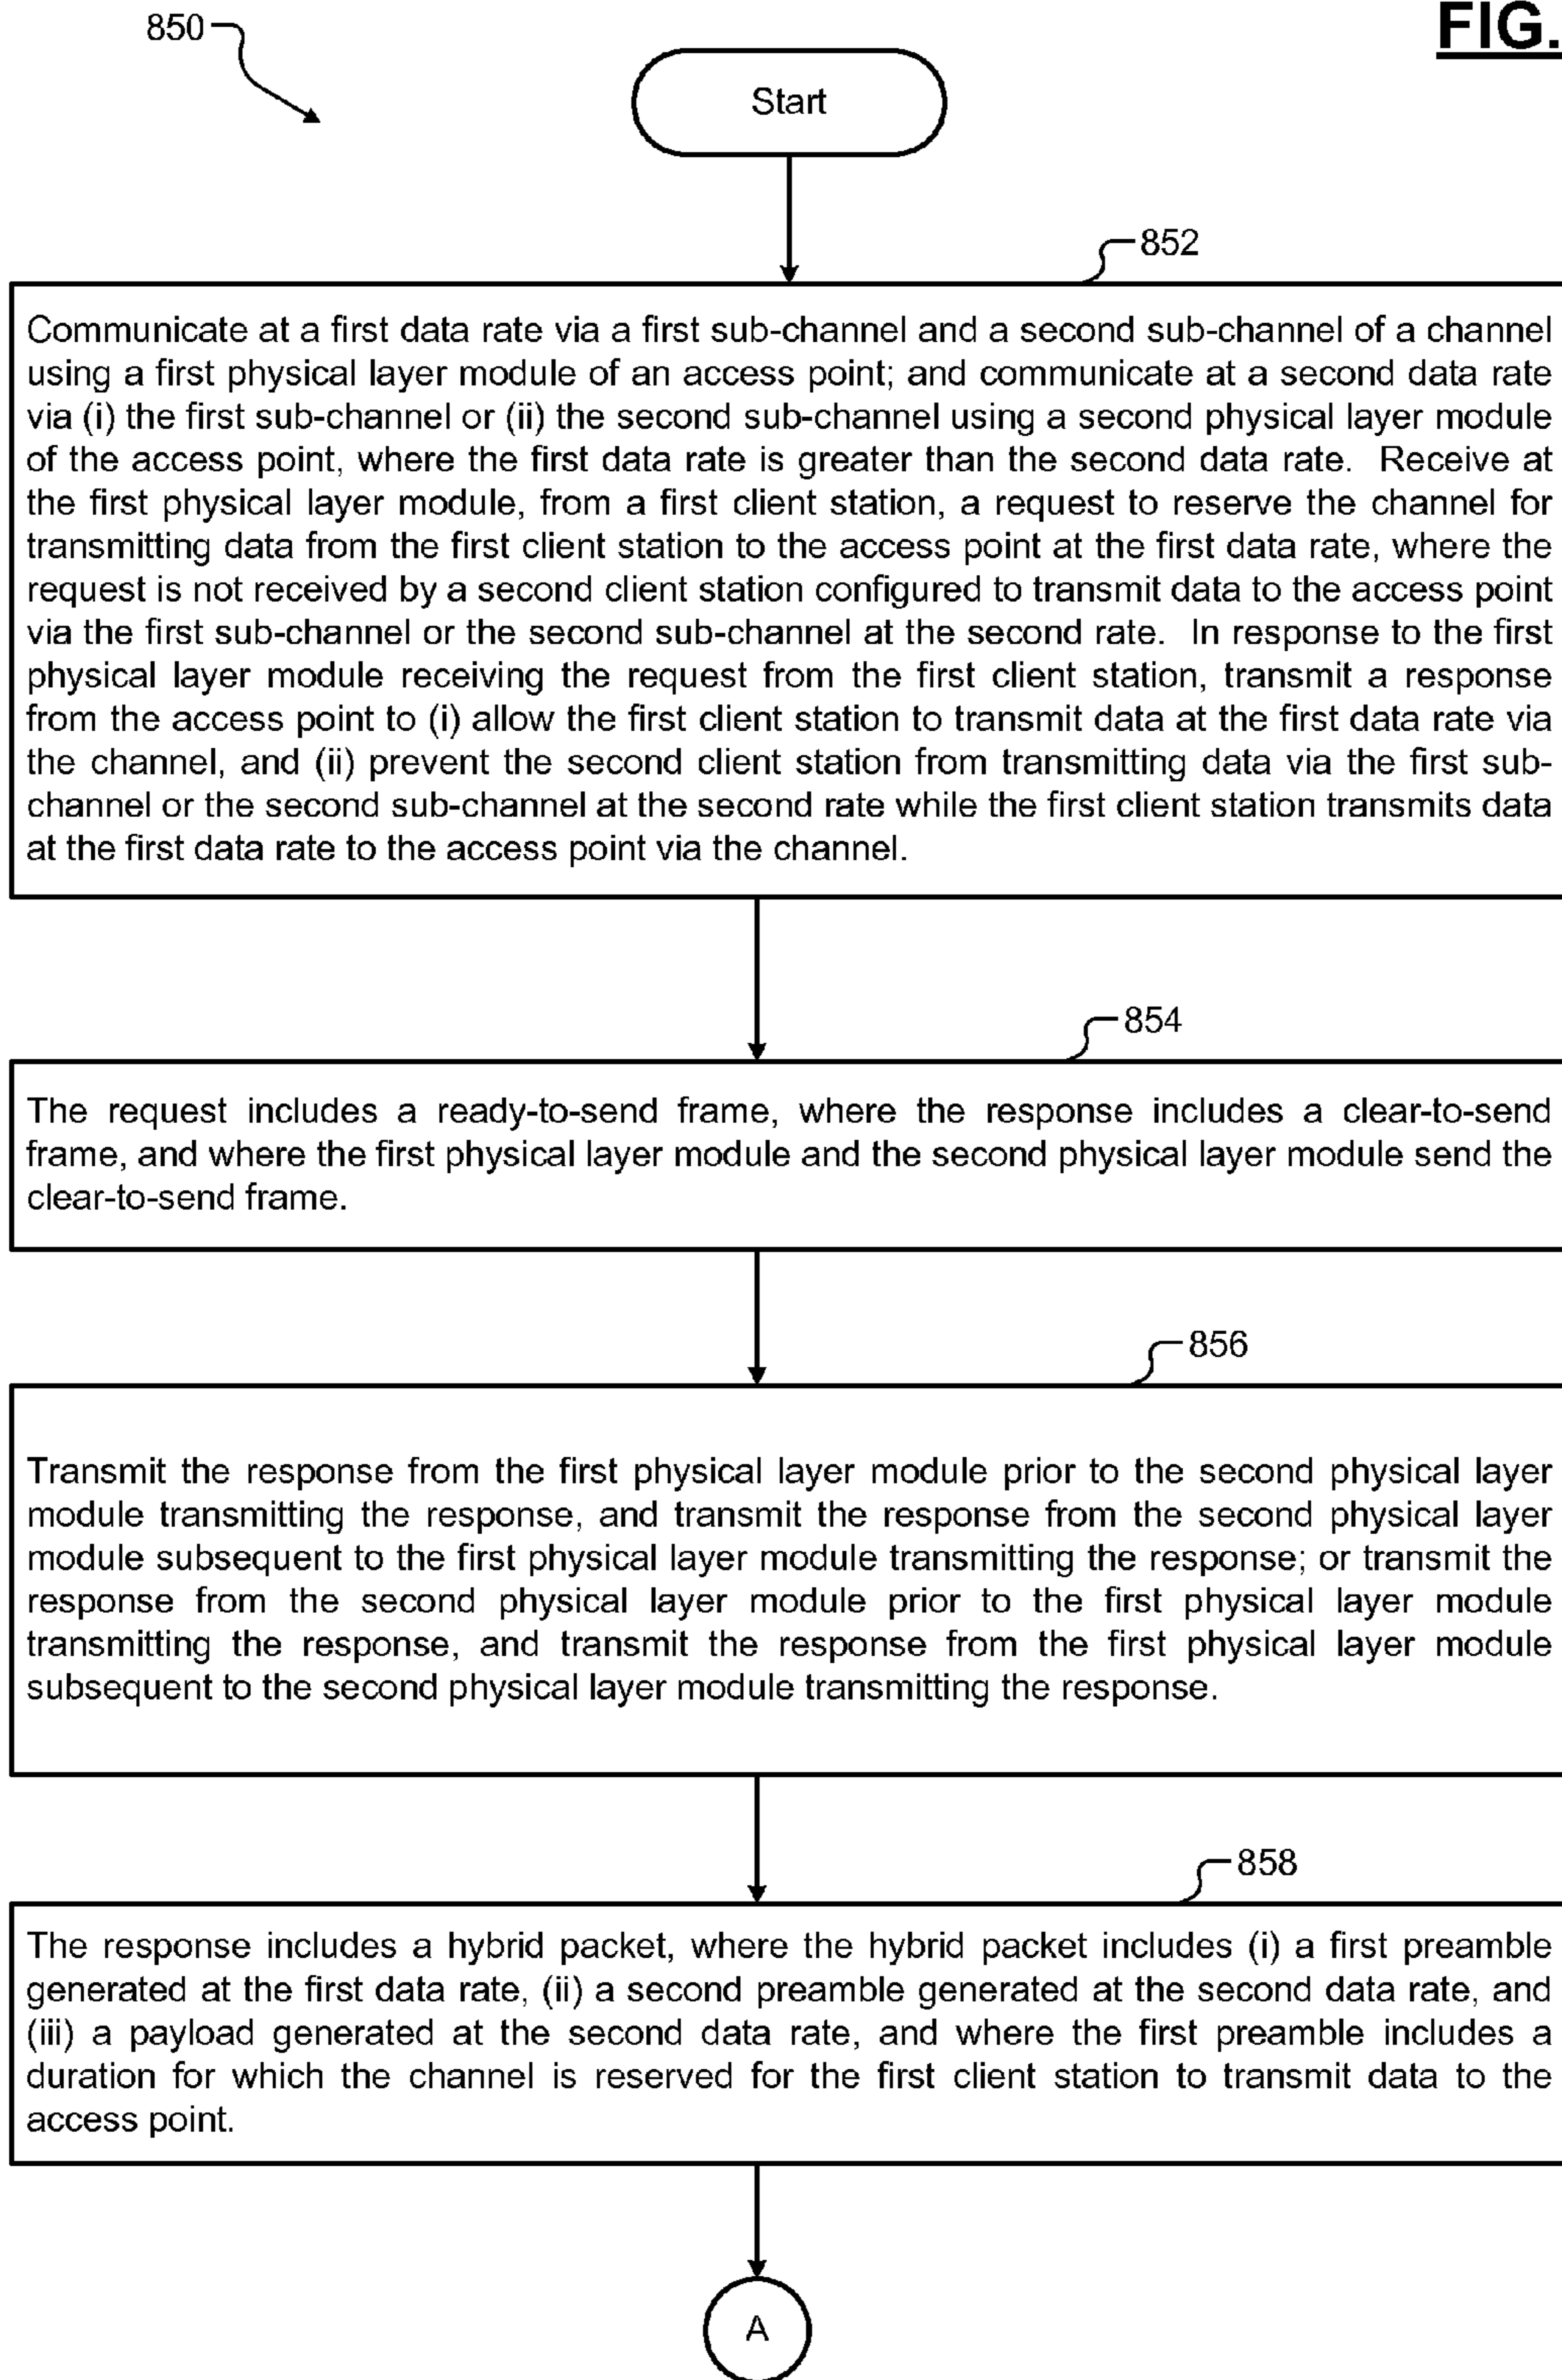 FIG.
850
Start
852
Communicate at a first data rate via a first sub-channel and a second sub-channel of a channel
using a first physical layer module of an access point; and communicate at a second data rate
via (i) the first sub-channel or (ii) the second sub-channel using a second physical layer module
of the access point, where the first data rate is greater than the second data rate. Receive at
the first physical layer module, from a first client station, a request to reserve the channel for
transmitting data from the first client station to the access point at the first data rate, where the
request is not received by a second client station configured to transmit data to the access point
via the first sub-channel or the second sub-channel at the second rate. In response to the first
physical layer module receiving the request from the first client station, transmit a response
from the access point to (i) allow the first client station to transmit data at the first data rate via
the channel, and (ii) prevent the second client station from transmitting data via the first sub-
channel or the second sub-channel at the second rate while the first client station transmits data
at the first data rate to the access point via the channel.
854
The request includes a ready-to-send frame, where the response includes a clear-to-send
frame, and where the first physical layer module and the second physical layer module send the
clear-to-send frame.
856
Transmit the response from the first physical layer module prior to the second physical layer
module transmitting the response, and transmit the response from the second physical layer
module subsequent to the first physical layer module transmitting the response; or transmit the
response from the second physical layer module prior to the first physical layer module
transmitting the response, and transmit the response from the first physical layer module
subsequent to the second physical layer module transmitting the response.
858
The response includes a hybrid packet, where the hybrid packet includes (i) a first preamble
generated at the first data rate, (ii) a second preamble generated at the second data rate, and
(iii) a payload generated at the second data rate, and where the first preamble includes a
duration for which the channel is reserved for the first client station to transmit data to the
access point.
A